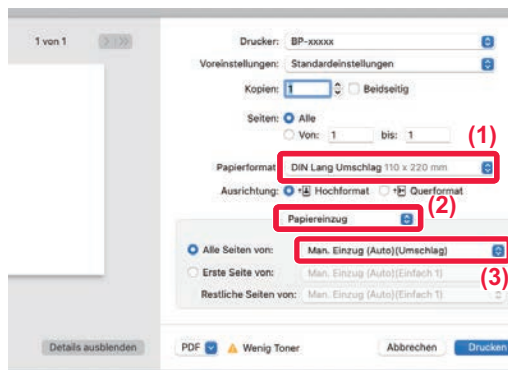 1 von 1
Drucker: BP-xxxxx
Voreinstellungen: Standardeinstellungen
Kopien: 1 Beidseitig
Seiten: Alle
Von: 1 bis: 1
(1)
Papierformat DIN Lang Umschlag 110 x 220 mm
Ausrichtung: Hochformat Querformat
(2)
Papiereinzug
Alle Seiten von: Man. Einzug (Auto)(Umschlag)
(3)
Erste Seite von: Man. Einzug (Auto)(Einfach 1)
Restliche Seiten von: Man. Einzug (Auto)(Einfach 1)
Details ausblenden PDF Wenig Toner Abbrechen Drucken